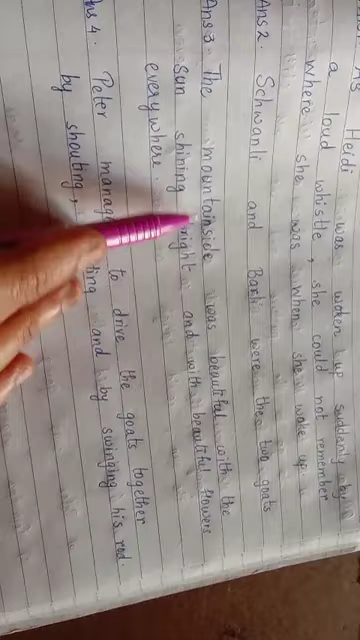 Heidi was woken up suddenly by
a loud whistle, she could not remember
where she was when she woke up.
Ans 2. Schwanli and Barli were the two goats
Ans 3. The mountainside was beautiful with the
sun shining bright and with beautiful flowers
everywhere.
Ans 4. Peter to drive the goats together
by shouting, and by swinging his rod.